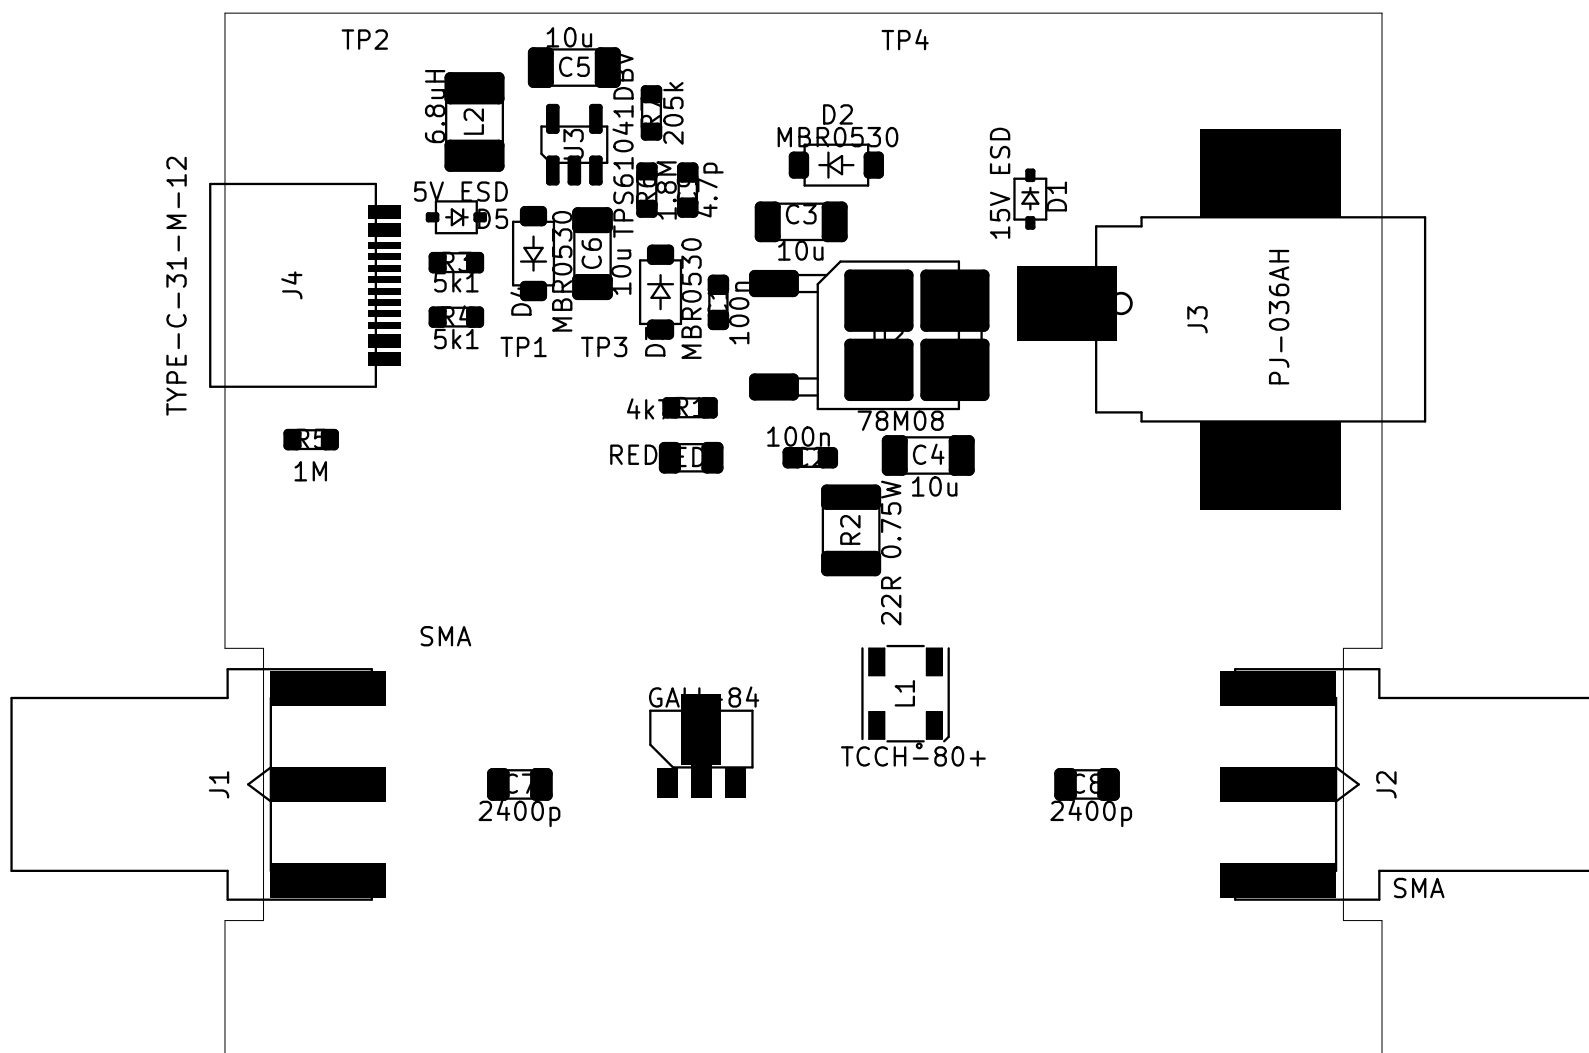 TP2
10u
C5
TP4
6.8uH
L2
U3
TPS61041DBV
R7
205k
D2
MBR0530
R6
1.8M
4.7p
15V ESD
D1
5V ESD
D5
TYPE-C-31-M-12
J4
R3
5k1
R4
5k1
D4
MBR0530
C6
10u
MBR0530
100n
C3
10u
TP1
TP3
J3
PJ-036AH
4k7
R1
78M08
R5
1M
RED
100n
C4
10u
R2
22R 0.75W
SMA
GALI-84
L1
TCCH-80+
J1
C7
2400p
C8
2400p
J2
SMA